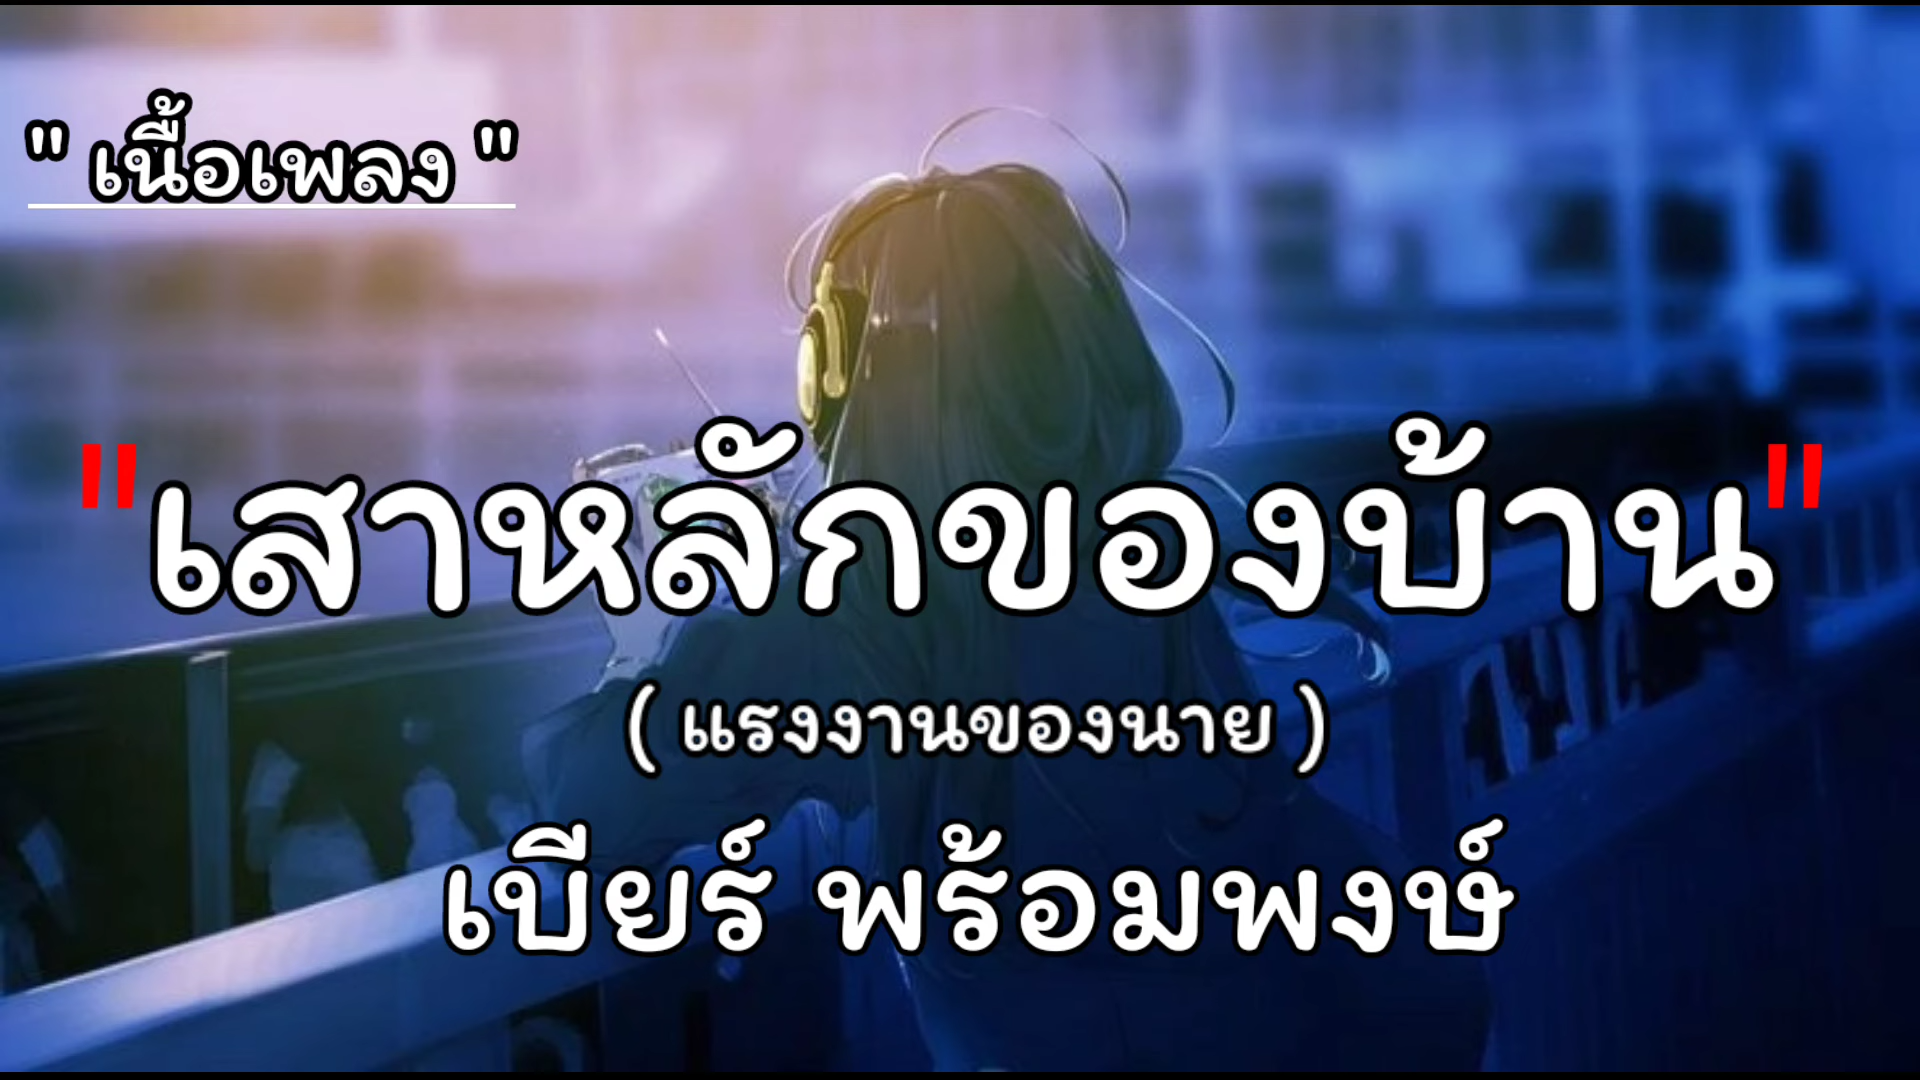 " เนื้อเพลง "
"เสาหลักของบ้าน"
( แรงงานของนาย )
เบียร์ พร้อมพงษ์